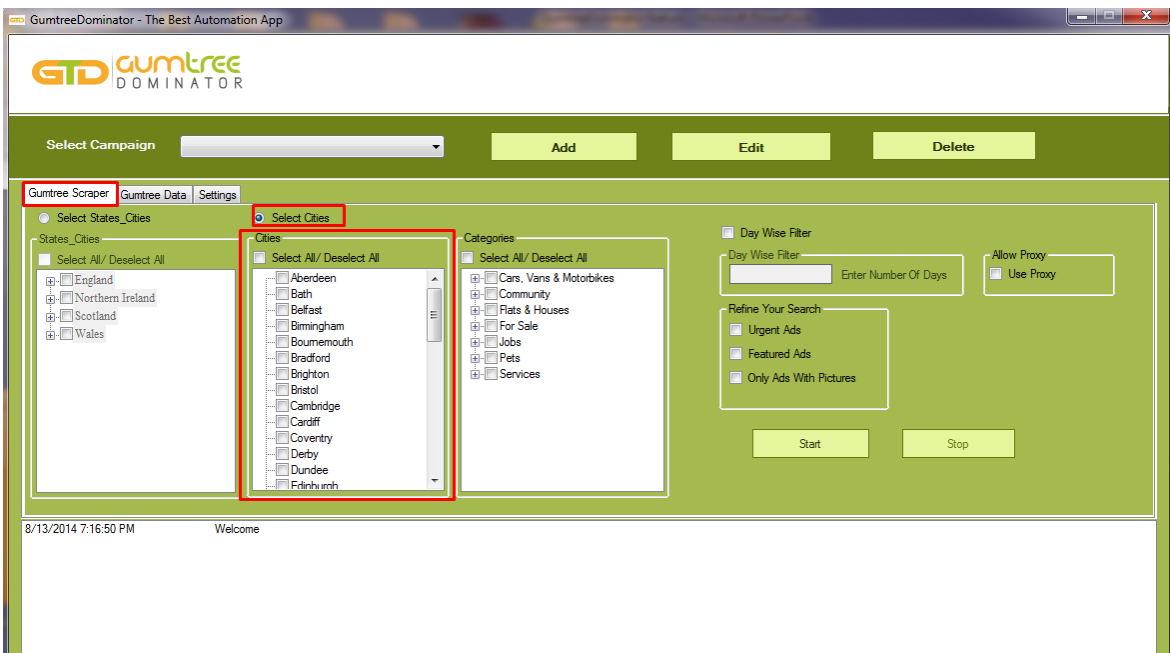 GumtreeDominator - The Best Automation App
GTD GUMtree
DOMINATOR
Select Campaign Add Edit Delete
Gumtree Scraper Gumtree Data Settings
Select States_Cities Select Cities
States_Cities
Select All/ Deselect All
England
Northern Ireland
Scotland
Wales
Cities
Select All/ Deselect All
Aberdeen
Bath
Belfast
Birmingham
Bournemouth
Bradford
Brighton
Bristol
Cambridge
Cardiff
Coventry
Derby
Dundee
Edinburgh
Categories
Select All/ Deselect All
Cars, Vans & Motorbikes
Community
Flats & Houses
For Sale
Jobs
Pets
Services
Day Wise Filter
Day Wise Filter
Enter Number Of Days
Allow Proxy
Use Proxy
Refine Your Search
Urgent Ads
Featured Ads
Only Ads With Pictures
Start Stop
8/13/2014 7:16:50 PM Welcome